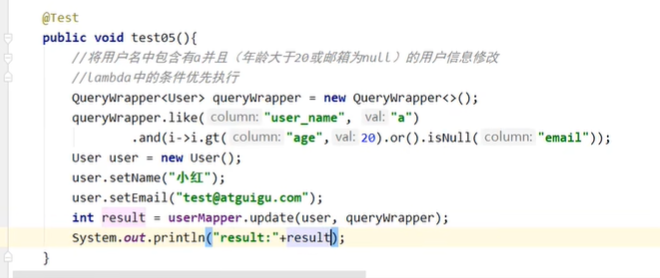 @Test
public void test05(){
//将用户名中包含有a并且（年龄大于20或邮箱为null）的用户信息修改
//lambda中的条件优先执行
QueryWrapper<User> queryWrapper = new QueryWrapper<>();
queryWrapper.like( column: "user_name", val: "a")
.and(i->i.gt( column: "age", val: 20).or().isNull( column: "email"));
User user = new User();
user.setName("小红");
user.setEmail("test@atguigu.com");
int result = userMapper.update(user, queryWrapper);
System.out.println("result:"+result);
}